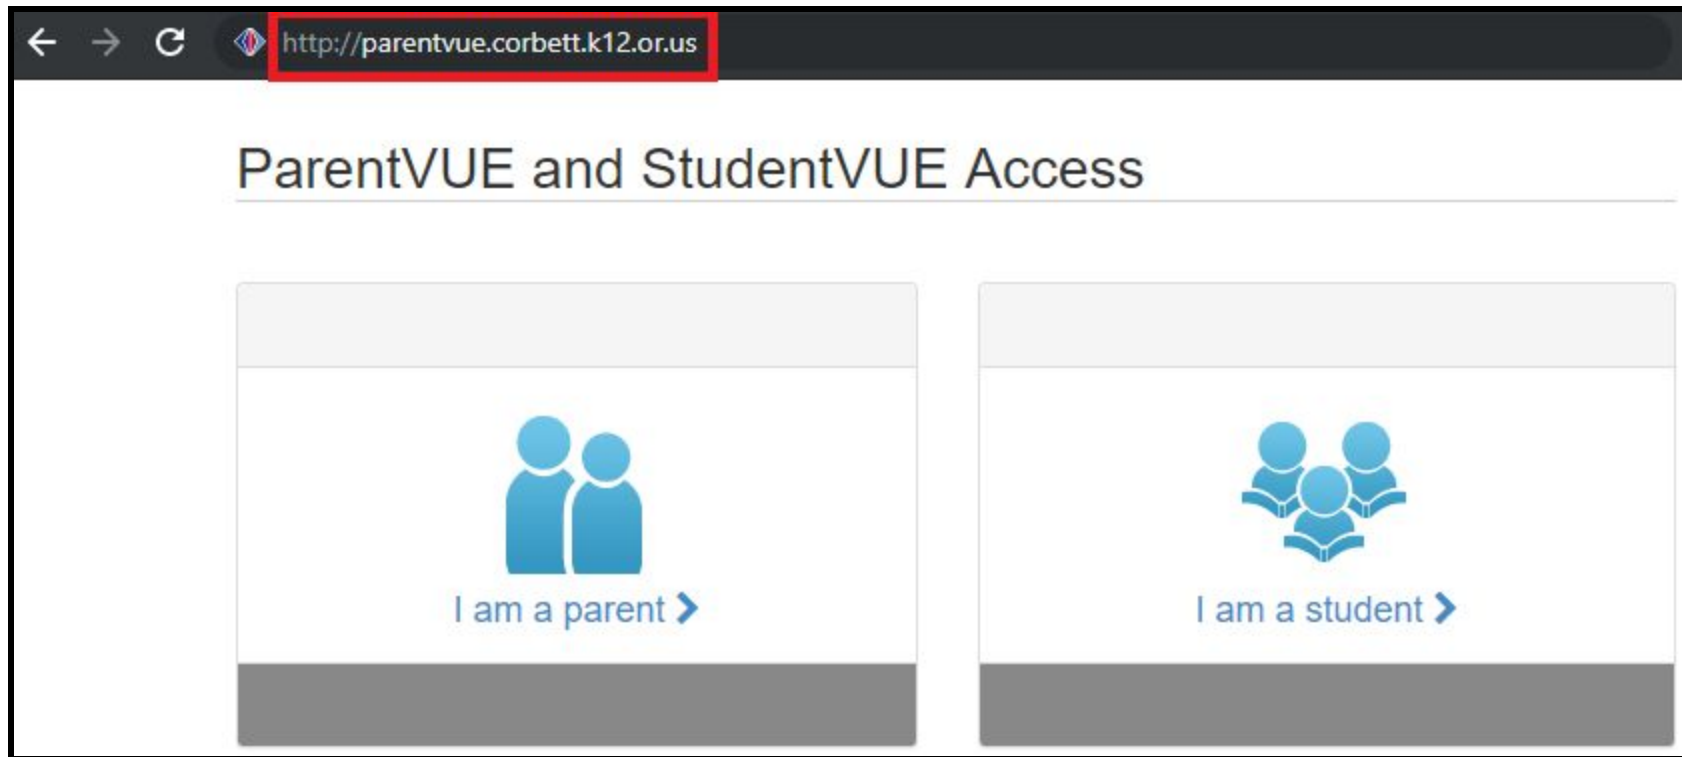 http://parentvue.corbett.k12.or.us
ParentVUE and StudentVUE Access
I am a parent
I am a student